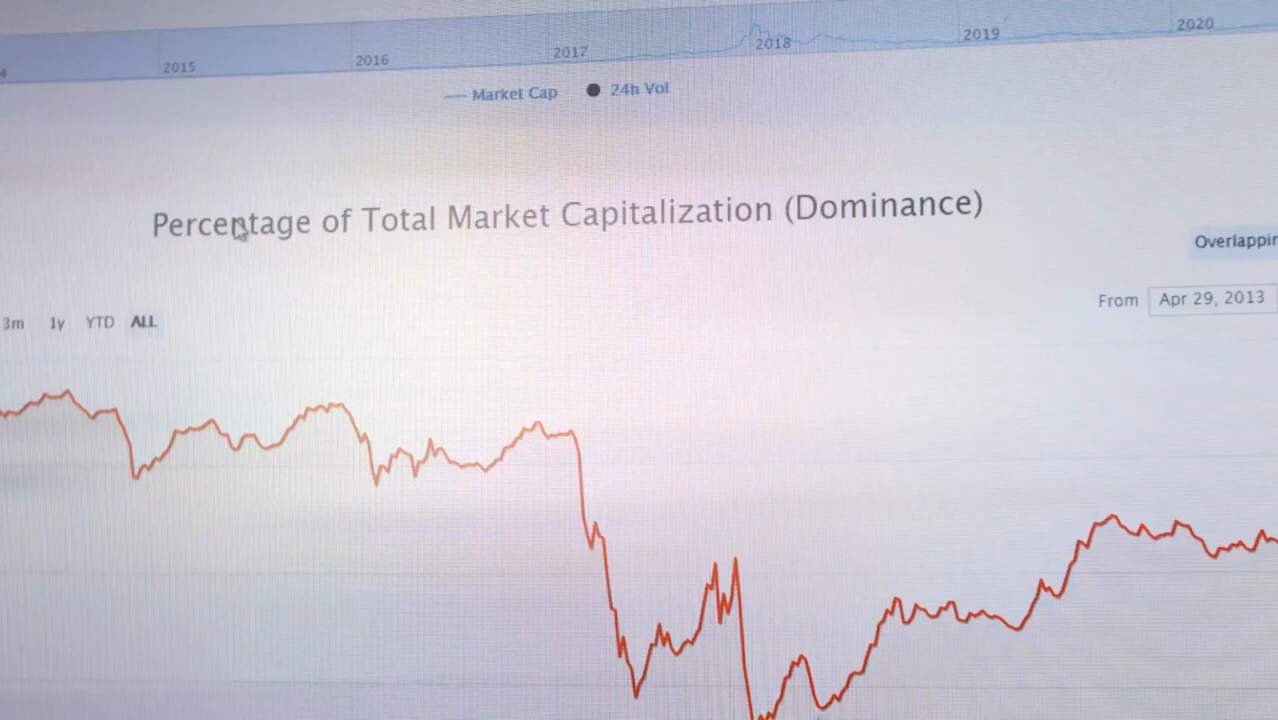 2015 2016 2017 2018 2019 2020
Market Cap 24h Vol
Percentage of Total Market Capitalization (Dominance)
From Apr 29, 2013
3m 1y YTD ALL